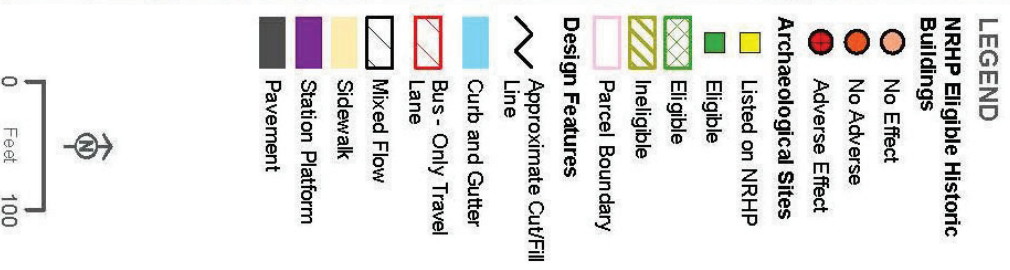 LEGEND
NRHP Eligible Historic
Buildings
No Effect
No Adverse
Adverse Effect
Archaeological Sites
Listed on NRHP
Eligible
Eligible
Ineligible
Parcel Boundary
Design Features
Approximate Cut/Fill
Line
Curb and Gutter
Bus - Only Travel
Lane
Mixed Flow
Sidewalk
Station Platform
Pavement
N
0 Feet 100